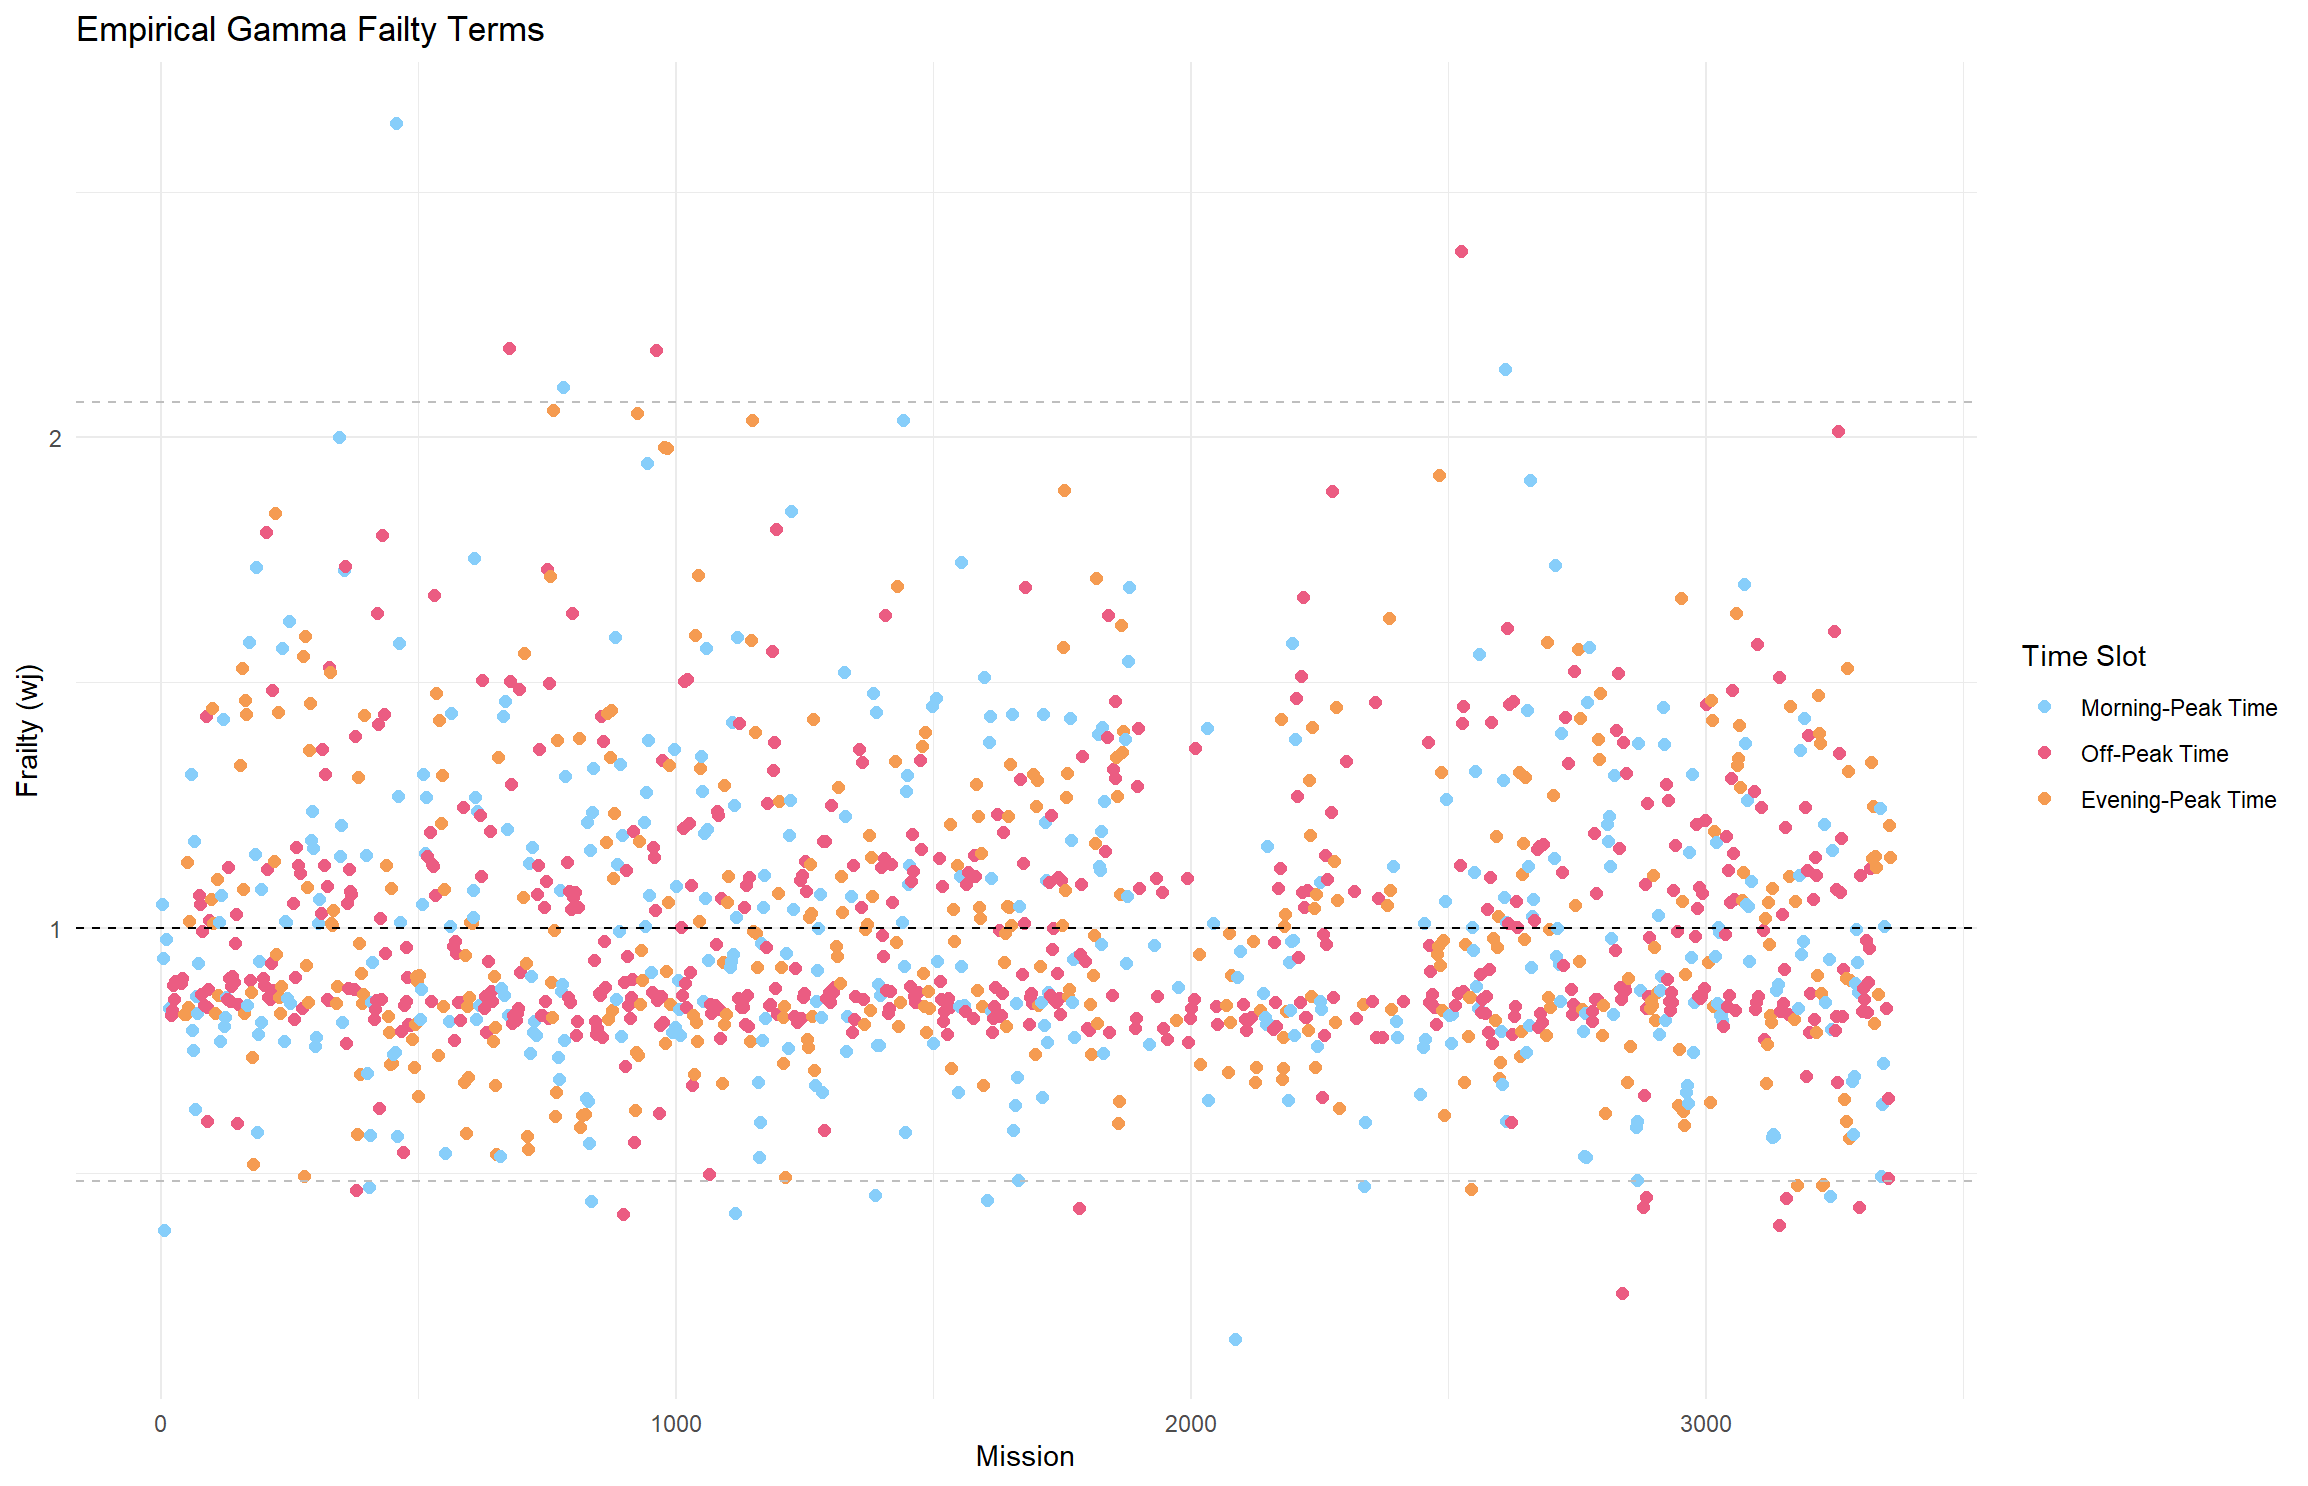 Empirical Gamma Failty Terms
Frailty (wj)
2
1
0
1000
2000
3000
Mission
Time Slot
Morning-Peak Time
Off-Peak Time
Evening-Peak Time